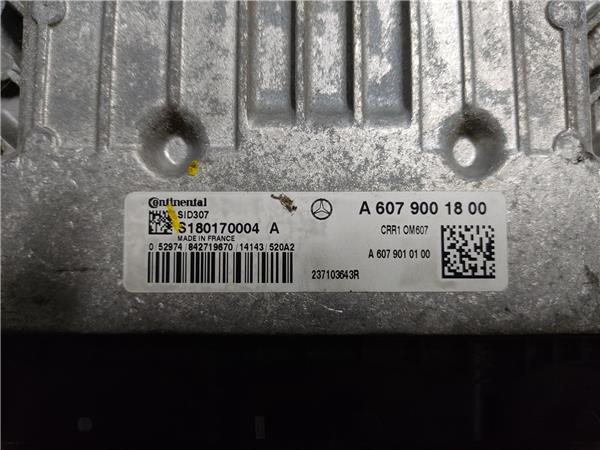 Continental
SID307
S180170004 A
MADE IN FRANCE
0 52974 / 842719670 14143 / 520A2
A 607 900 18 00
CRR1 OM607
A 607 901 01 00
237103643R